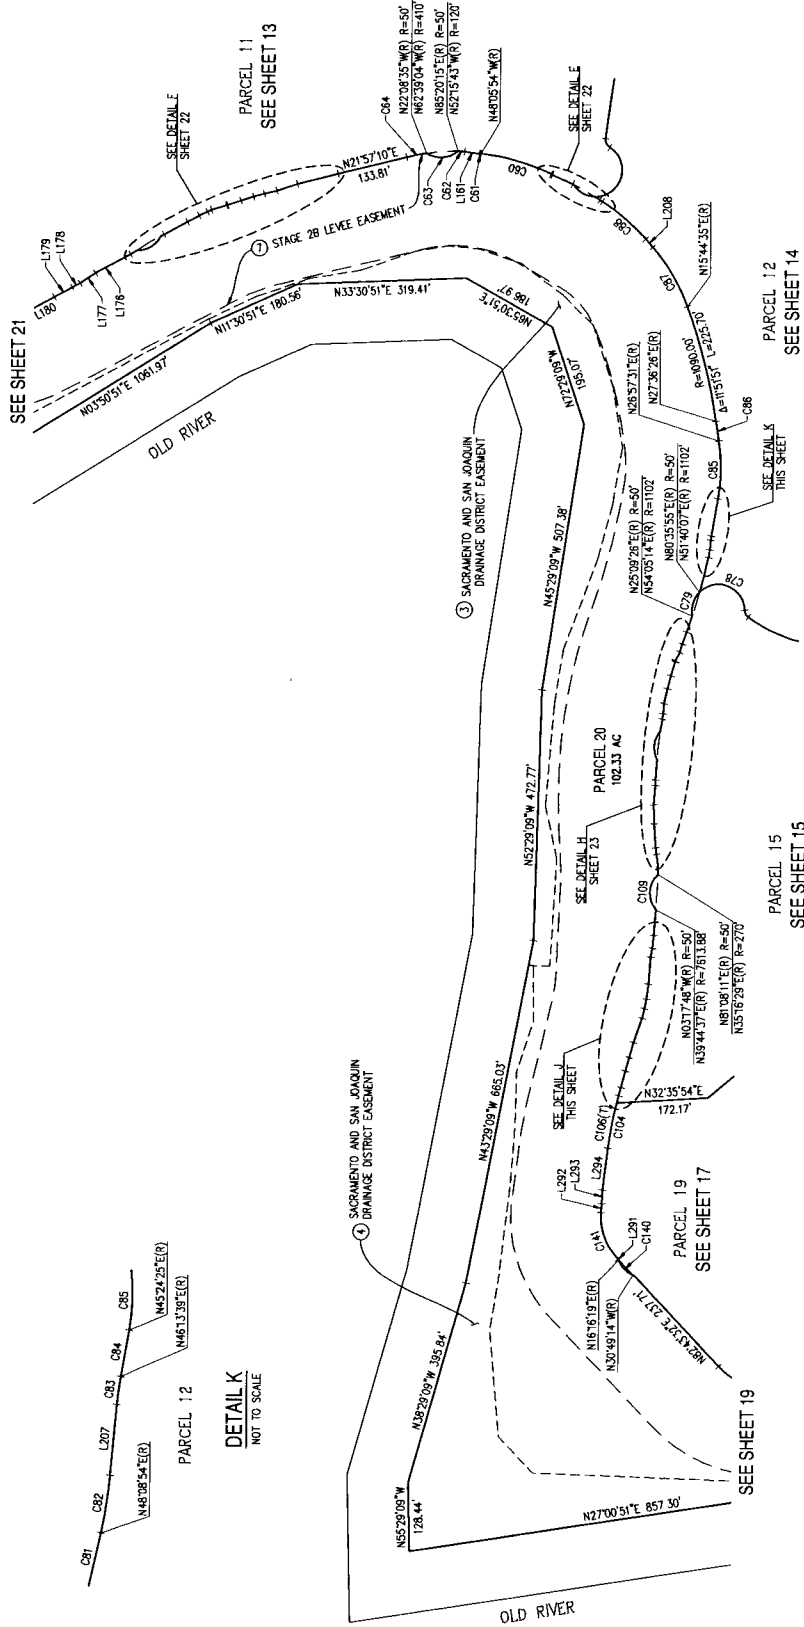 SEE SHEET 21
L180
L179
L178
L177
L176
SEE DETAIL F
SHEET 22
PARCEL 11
SEE SHEET 13
N21°57'10"E
133.81'
C64
N22°08'35"W(R) R=50'
N62°39'04"W(R) R=410'
C63
N85°20'15"E(R) R=50'
N52°15'43"W(R) R=120'
C62
L161
C61
N48°05'54"W(R)
C60
SEE DETAIL E
SHEET 22
C88
L208
C87
N15°44'35"E(R)
PARCEL 12
SEE SHEET 14
7 STAGE 2B LEVEE EASEMENT
N03°50'51"E 1061.97'
N11°30'51"E 180.56'
N33°30'51"E 319.41'
N65°30'51"E
186.97'
N72°29'09"W
195.07'
OLD RIVER
3 SACRAMENTO AND SAN JOAQUIN
DRAINAGE DISTRICT EASEMENT
N45°29'09"W 507.38'
R=1090.00'
Δ=11°51'51" L=225.70'
N26°57'31"E(R)
N27°36'26"E(R)
C86
C85
SEE DETAIL K
THIS SHEET
N80°35'55"E(R) R=50'
N51°40'07"E(R) R=1102'
N25°09'26"E(R) R=50'
N54°05'14"E(R) R=1102'
C79
C78
PARCEL 20
102.33 AC
N52°29'09"W 472.77'
SEE DETAIL H
SHEET 23
PARCEL 15
SEE SHEET 15
C109
N03°17'48"W(R) R=50'
N39°44'37"E(R) R=7613.88'
N81°08'11"E(R) R=50'
N35°16'29"E(R) R=270'
SEE DETAIL J
THIS SHEET
N32°35'54"E
172.17'
C106(T)
C104
L294
L293
L292
C141
L291
C140
N16°16'19"E(R)
N30°49'14"W(R)
PARCEL 19
SEE SHEET 17
N82°43'32"E 237.71'
SEE SHEET 19
4 SACRAMENTO AND SAN JOAQUIN
DRAINAGE DISTRICT EASEMENT
N43°29'09"W 665.03'
N38°29'09"W 395.84'
N55°29'09"W
128.44'
N27°00'51"E 857.30'
OLD RIVER
C81
C82
L207
C83
C84
C85
N48°08'54"E(R)
N45°24'25"E(R)
N46°13'39"E(R)
PARCEL 12
DETAIL K
NOT TO SCALE